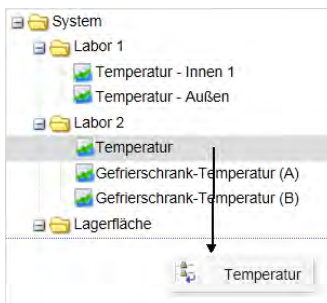 System
Labor 1
Temperatur - Innen 1
Temperatur - Außen
Labor 2
Temperatur
Gefrierschrank-Temperatur (A)
Gefrierschrank-Temperatur (B)
Lagerfläche
Temperatur